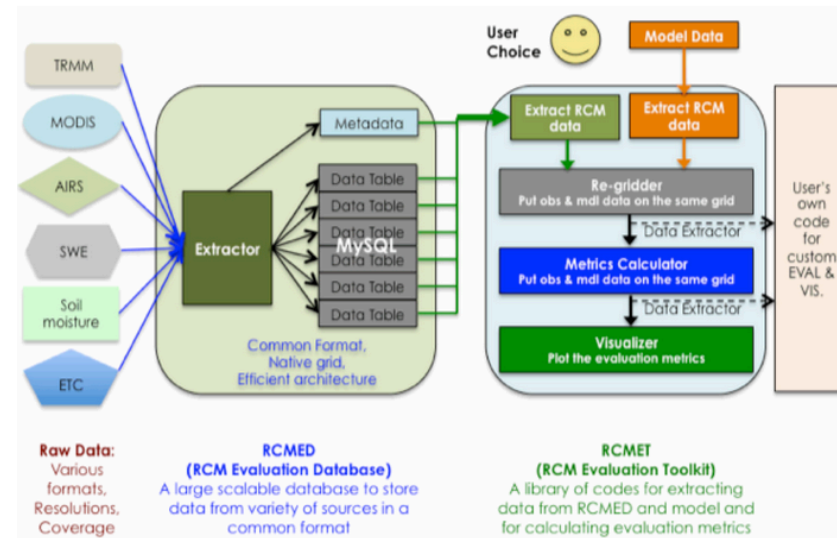 User
Choice
Model Data
TRMM
MODIS
AIRS
SWE
Soil
moisture
ETC
Extractor
Metadata
Data Table
Data Table
Data Table
MySQL
Data Table
Data Table
Data Table
Common Format,
Native grid,
Efficient architecture
Extract RCM
data
Extract RCM
data
Re-gridder
Put obs & mdl data on the same grid
Data Extractor
Metrics Calculator
Put obs & mdl data on the same grid
Data Extractor
Visualizer
Plot the evaluation metrics
User's
own
code
for
custom
EVAL &
VIS.
Raw Data:
Various
formats,
Resolutions,
Coverage
RCMED
(RCM Evaluation Database)
A large scalable database to store
data from variety of sources in a
common format
RCMET
(RCM Evaluation Toolkit)
A library of codes for extracting
data from RCMED and model and
for calculating evaluation metrics